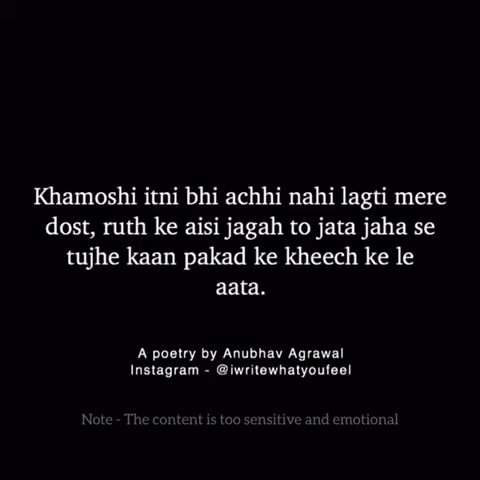 Khamoshi itni bhi achhi nahi lagti mere
dost, ruth ke aisi jagah to jata jaha se
tujhe kaan pakad ke kheech ke le
aata.
A poetry by Anubhav Agrawal
Instagram - @iwritewhatyoufeel
Note - The content is too sensitive and emotional